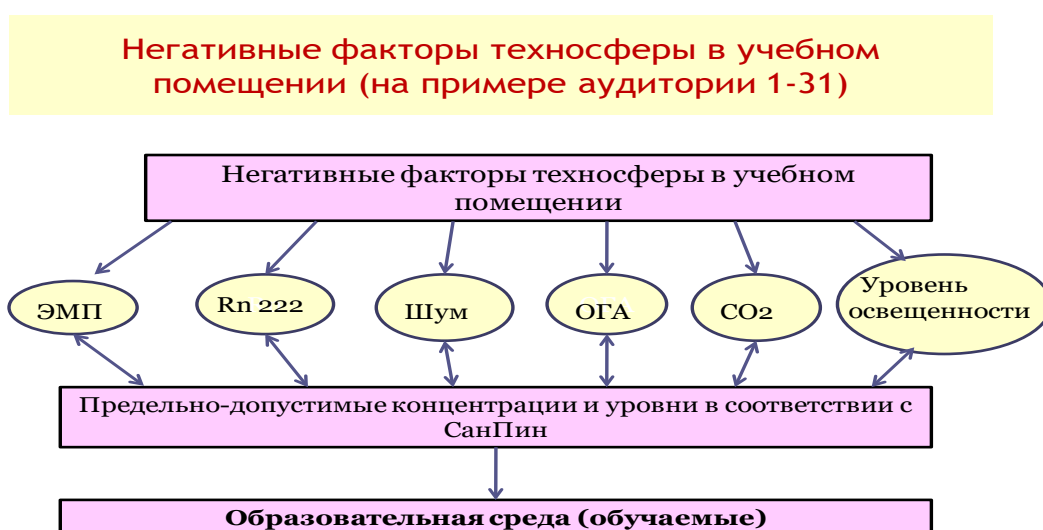 Негативные факторы техносферы в учебном
помещении (на примере аудитории 1-31)
Негативные факторы техносферы в учебном
помещении
ЭМП
Rn 222
Шум
ОГА
СО2
Уровень
освещенности
Предельно-допустимые концентрации и уровни в соответствии с
СанПин
Образовательная среда (обучаемые)